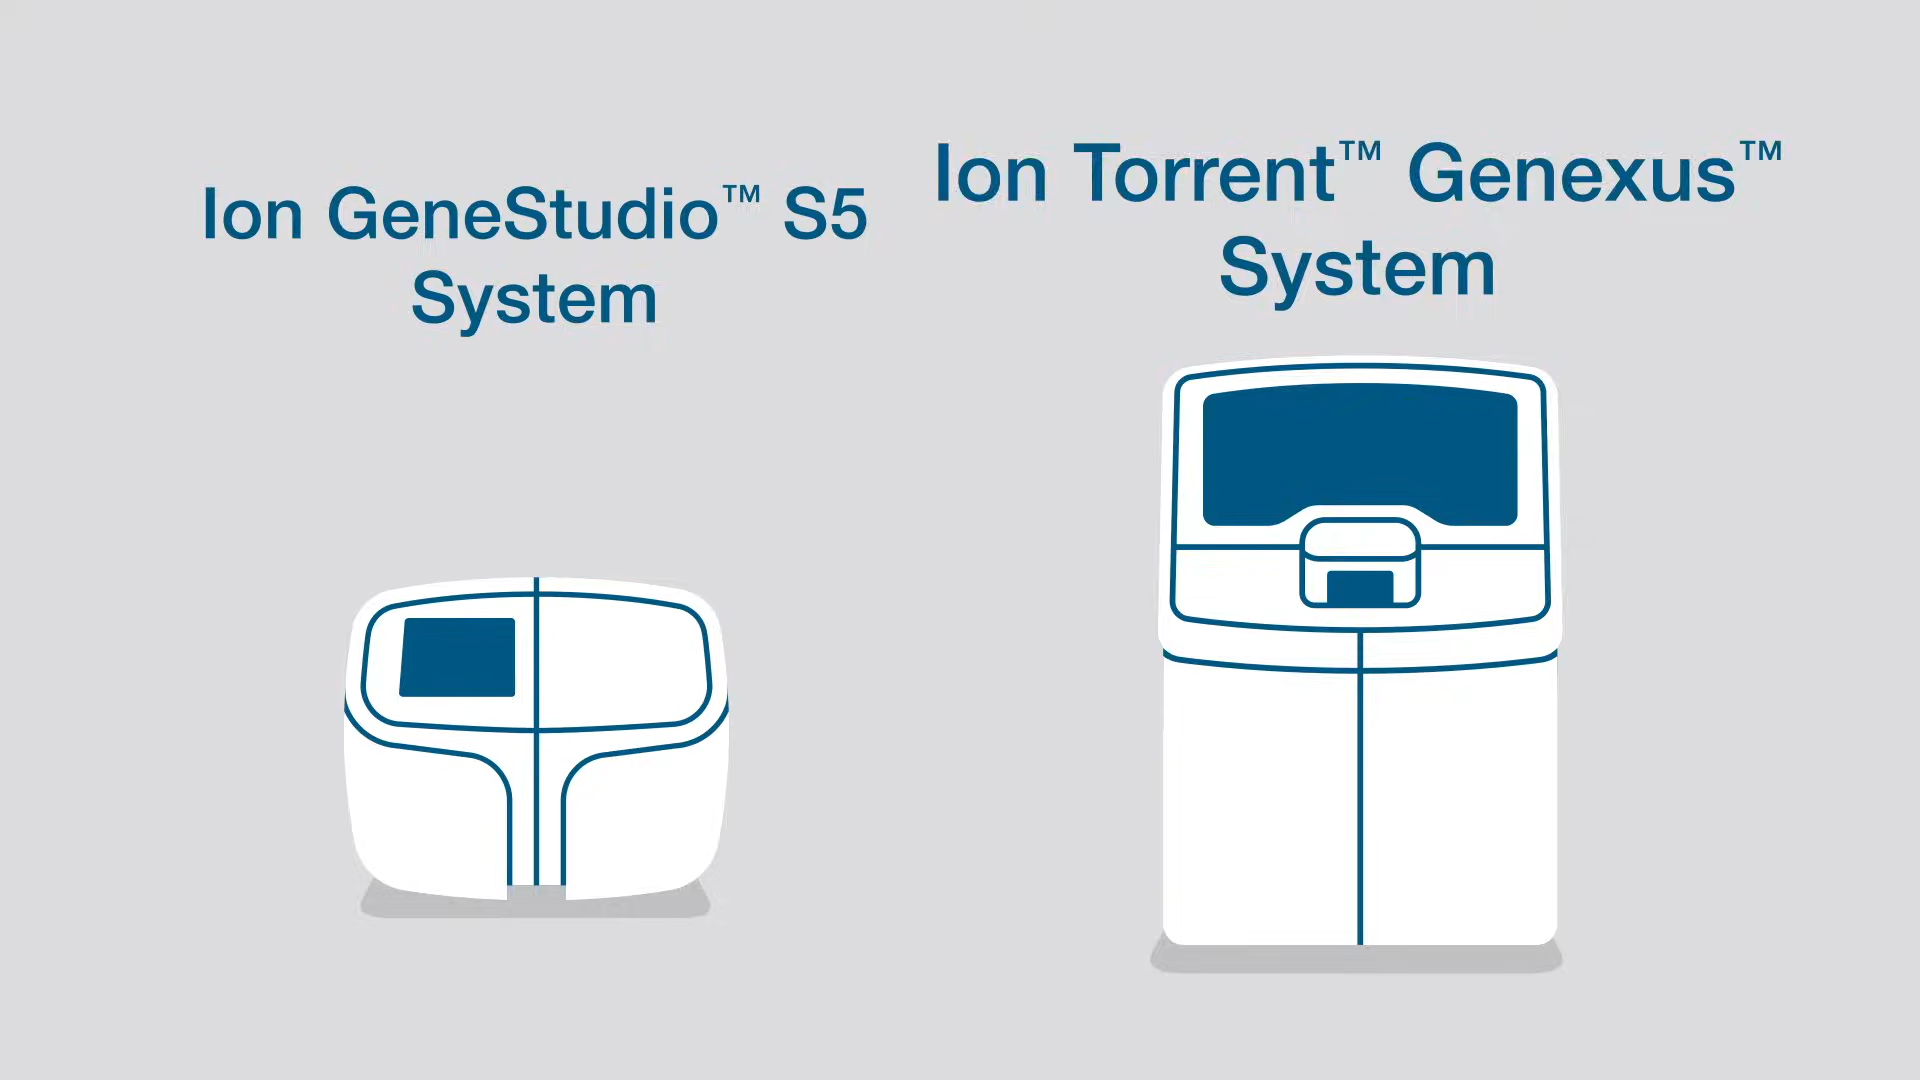 Ion GeneStudio™ S5
System
Ion Torrent™ Genexus™
System